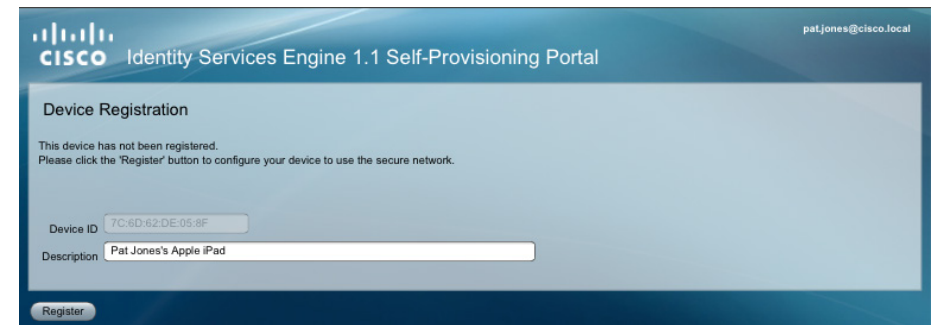 pat.jones@cisco.local
CISCO Identity Services Engine 1.1 Self-Provisioning Portal
Device Registration
This device has not been registered.
Please click the 'Register' button to configure your device to use the secure network.
Device ID 7C:6D:62:DE:05:8F
Description Pat Jones's Apple iPad
Register